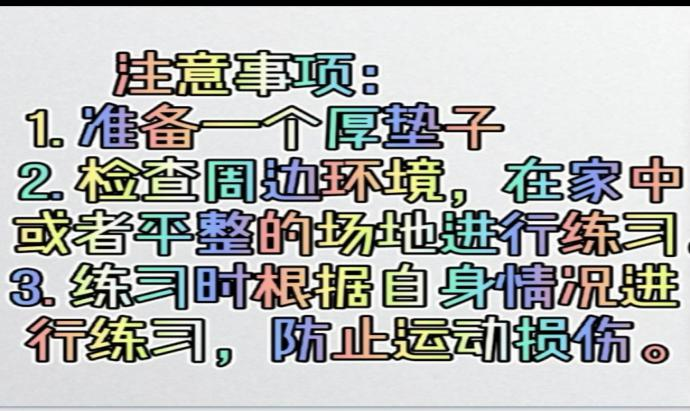 注意事项：
1. 准备一个厚垫子
2. 检查周边环境，在家中
或者平整的场地进行练习。
3. 练习时根据自身情况进
行练习，防止运动损伤。